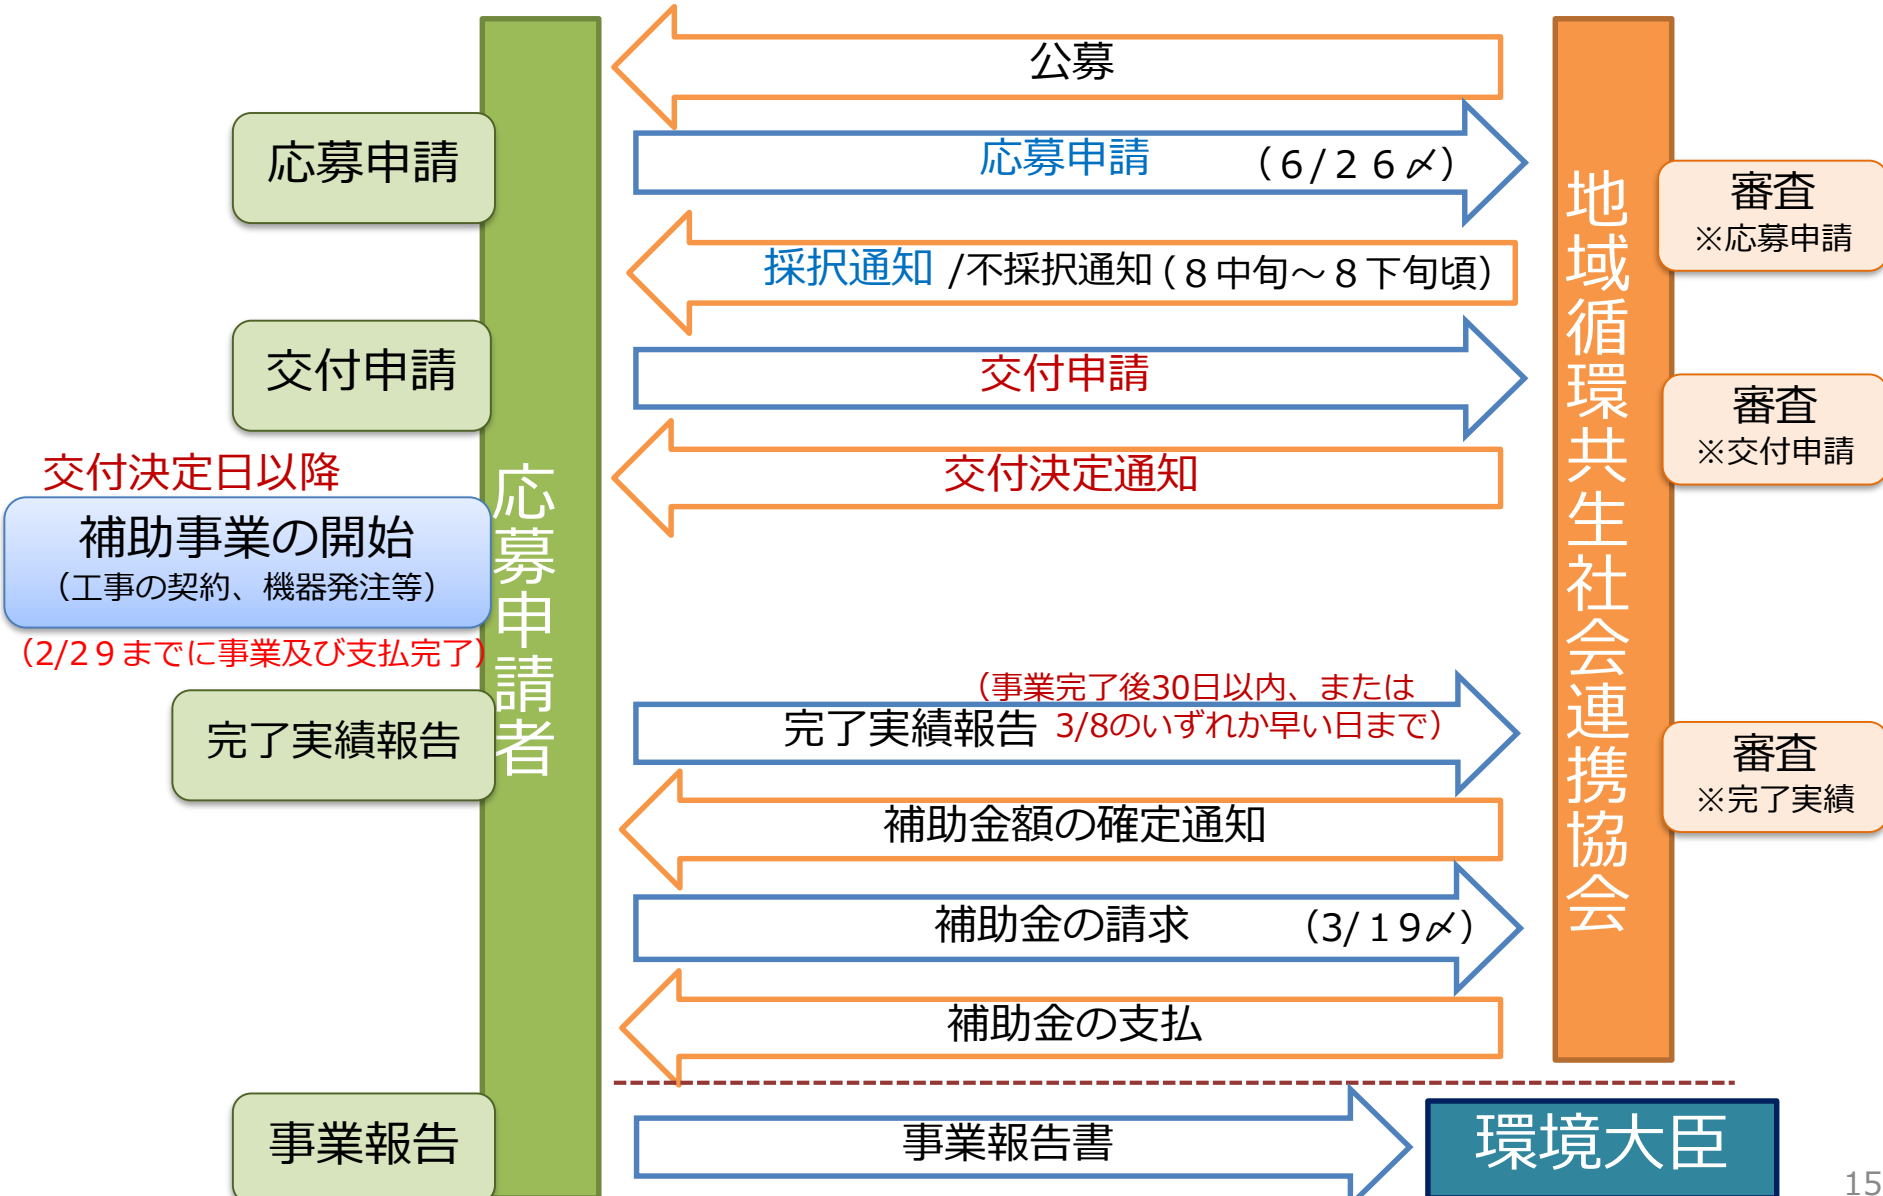 公募
応募申請
応募申請 （6/２６〆）
審査
※応募申請
採択通知 /不採択通知（８中旬～８下旬頃）
交付申請
交付申請
審査
※交付申請
交付決定通知
交付決定日以降
補助事業の開始
（工事の契約、機器発注等）
（2/2９までに事業及び支払完了）
応募申請者
地域循環共生社会連携協会
完了実績報告
（事業完了後30日以内、または
完了実績報告 3/8のいずれか早い日まで）
審査
※完了実績
補助金額の確定通知
補助金の請求 （3/１９〆）
補助金の支払
事業報告
事業報告書
環境大臣
15